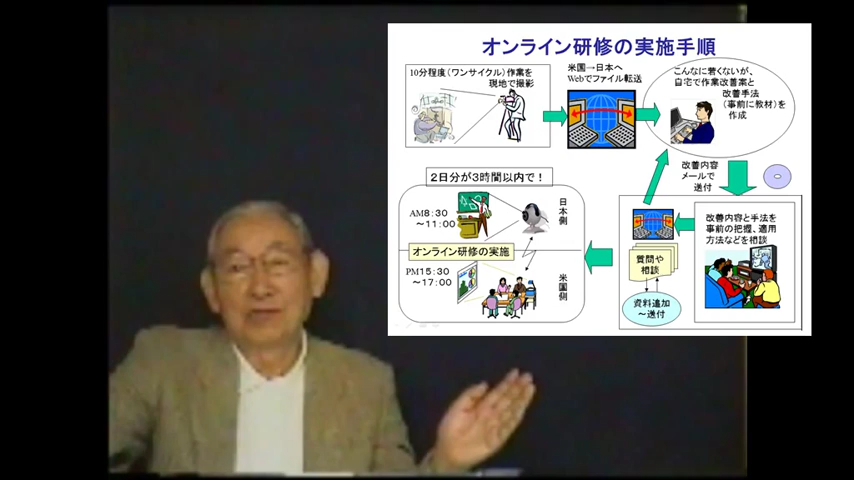 オンライン研修の実施手順
10分程度(ワンサイクル)作業を
現地で撮影
米国→日本へ
Webでファイル転送
こんなに若くないが、
自宅で作業改善案と
改善手法
(事前に教材)を
作成
改善内容
メールで
送付
改善内容と手法を
事前の把握、適用
方法などを相談
質問や
相談
資料追加
~送付
2日分が3時間以内で!
AM8:30
~11:00
日本側
オンライン研修の実施
PM15:30
~17:00
米国側